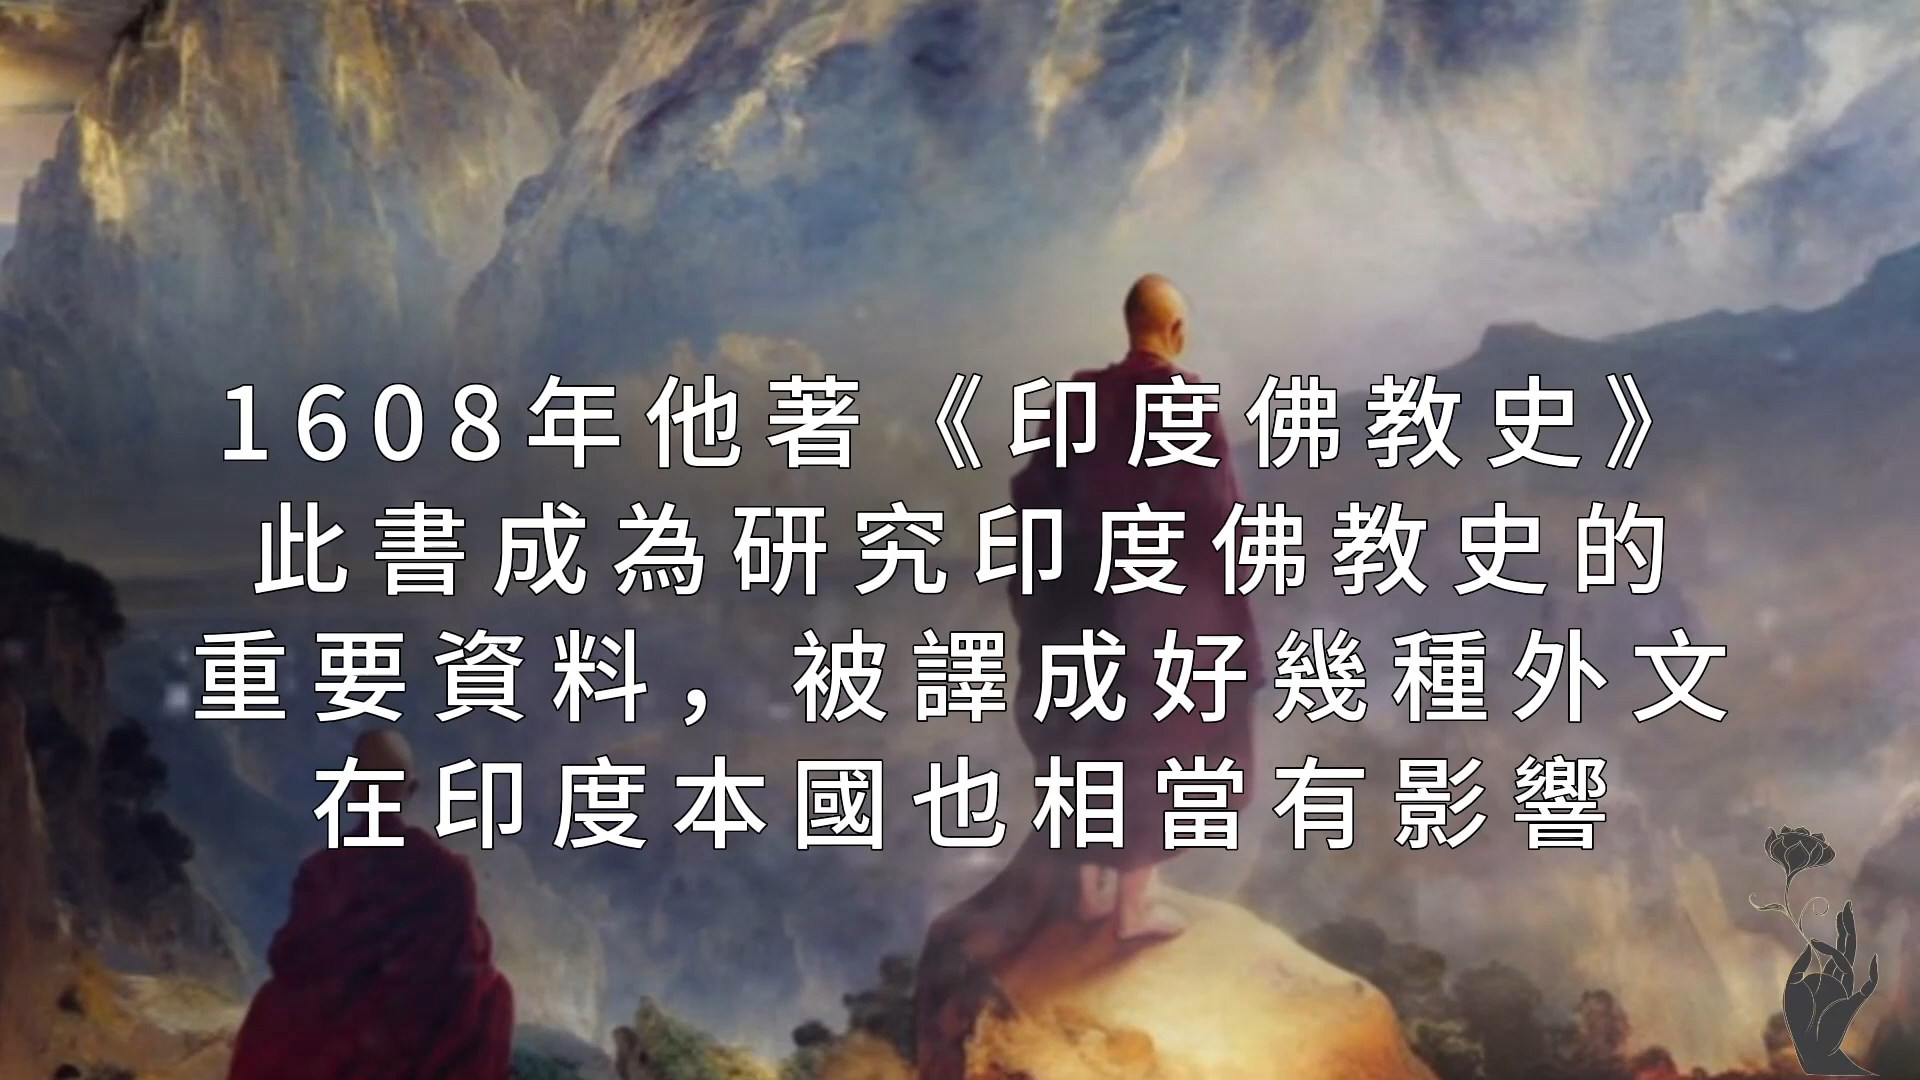 1608年他著《印度佛教史》
此書成為研究印度佛教史的
重要資料，被譯成好幾種外文
在印度本國也相當有影響